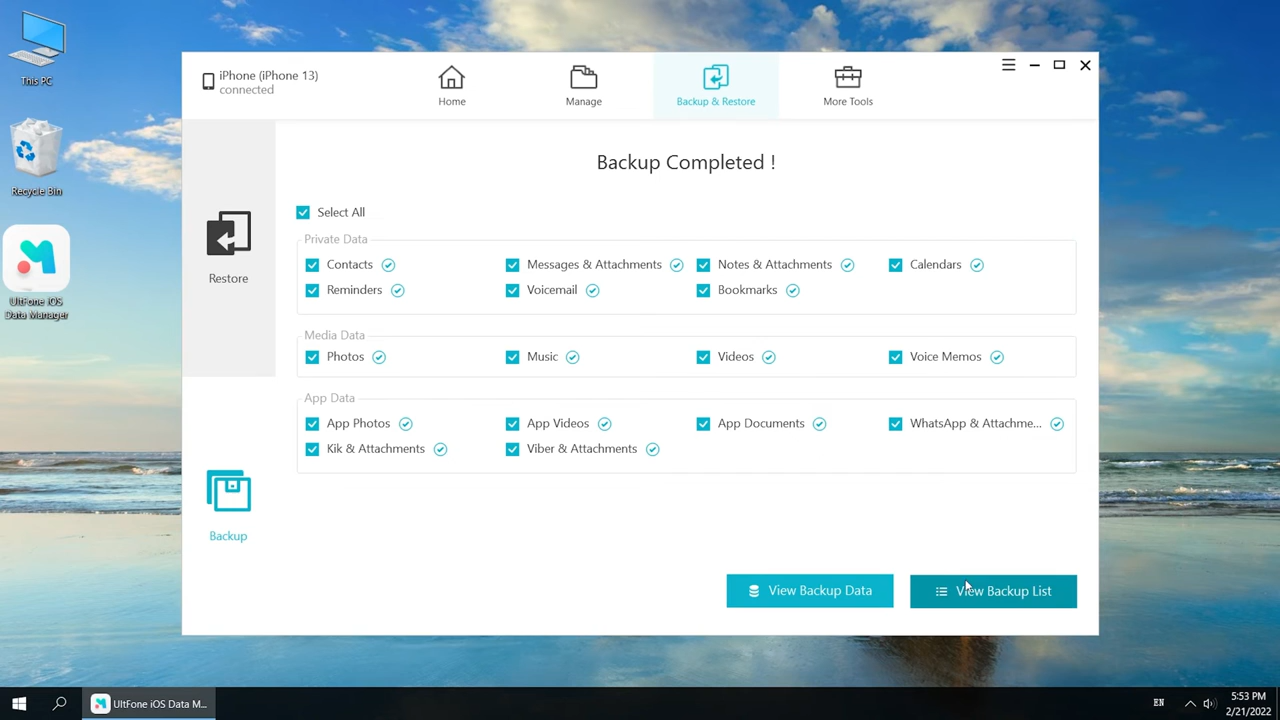 This PC
Recycle Bin
UltFone iOS
Data Manager
iPhone (iPhone 13)
connected
Home
Manage
Backup & Restore
More Tools
Restore
Backup
Backup Completed !
Select All
Private Data
Contacts
Messages & Attachments
Notes & Attachments
Calendars
Reminders
Voicemail
Bookmarks
Media Data
Photos
Music
Videos
Voice Memos
App Data
App Photos
App Videos
App Documents
WhatsApp & Attachme...
Kik & Attachments
Viber & Attachments
View Backup Data
View Backup List
UltFone iOS Data M...
EN
5:53 PM
2/21/2022